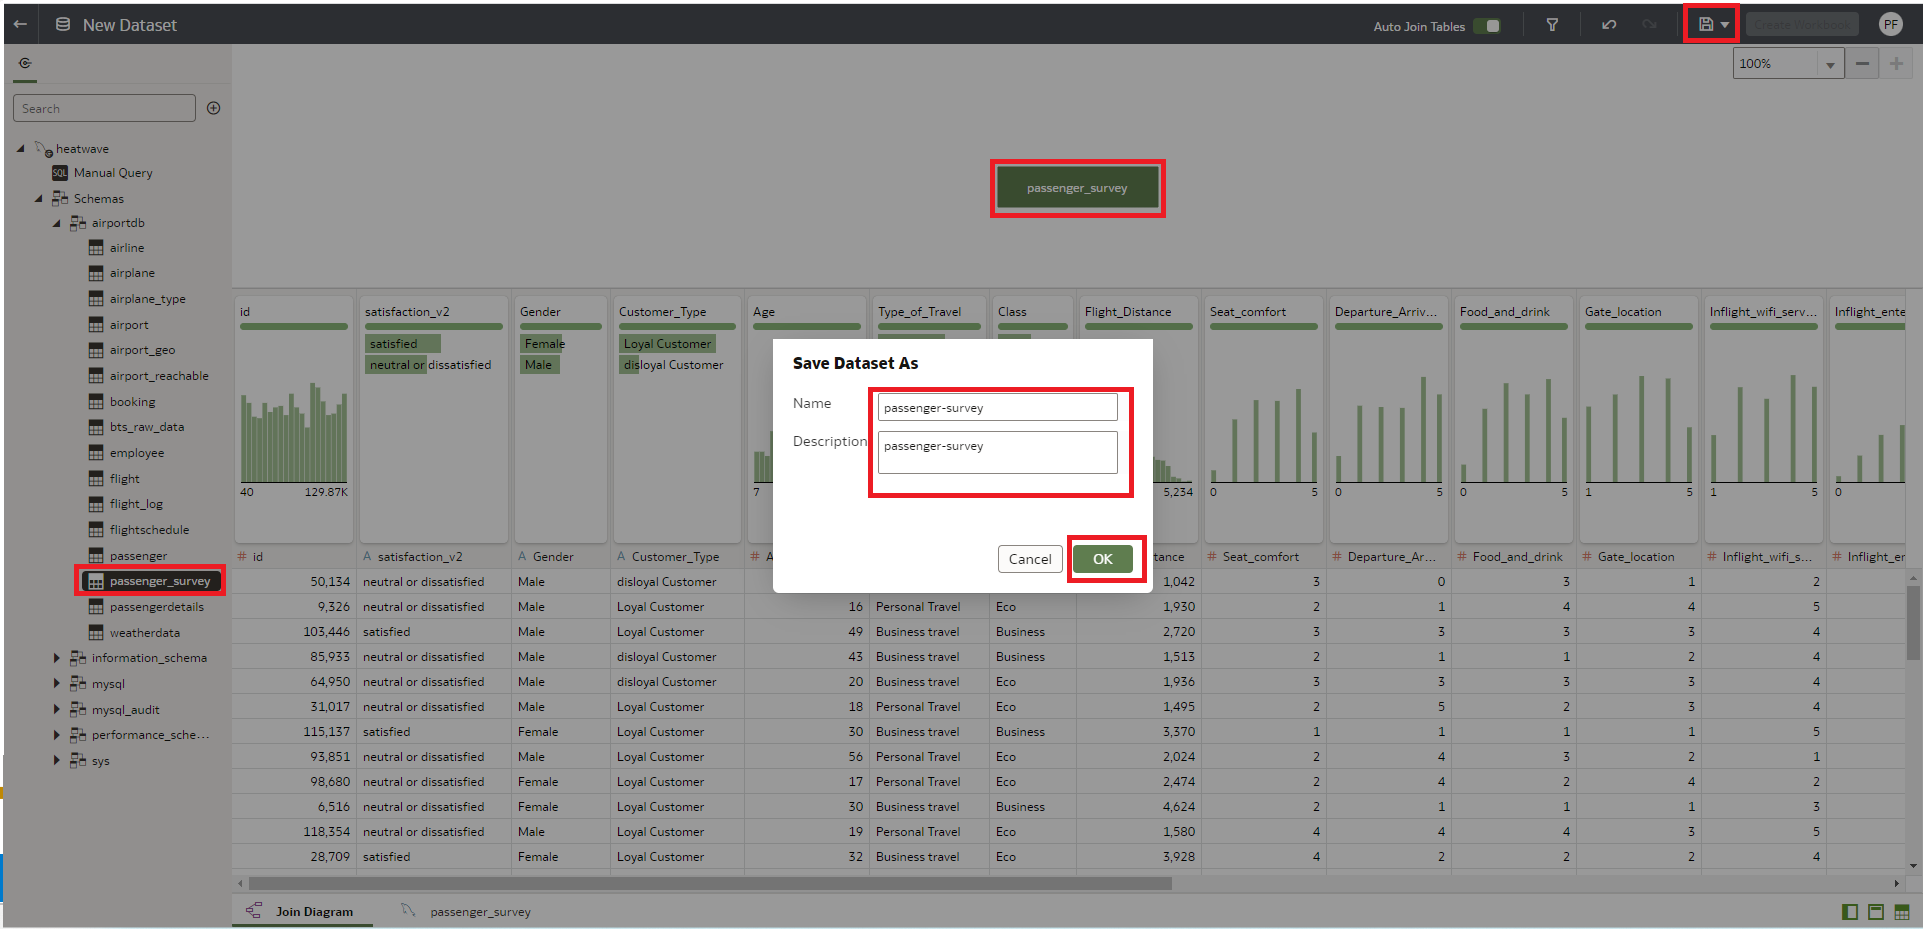 New Dataset
Auto Join Tables
Create Workbook
PF
100%
Search
heatwave
SQL Manual Query
Schemas
airportdb
airline
airplane
airplane_type
airport
airport_geo
airport_reachable
booking
bts_raw_data
employee
flight
flight_log
flightschedule
passenger
passenger_survey
passengerdetails
weatherdata
information_schema
mysql
mysql_audit
performance_sche...
sys
passenger_survey
id satisfaction_v2 Gender Customer_Type Age Type_of_Travel Class Flight_Distance Seat_comfort Departure_Arriv... Food_and_drink Gate_location Inflight_wifi_serv... Inflight_ente
satisfied Female Loyal Customer
neutral or dissatisfied Male disloyal Customer
Save Dataset As
Name passenger-survey
Description passenger-survey
Cancel OK
40 129.87K 7 5,234 0 5 0 5 0 5 1 5 1 5 0
# id A satisfaction_v2 A Gender A Customer_Type # A tance # Seat_comfort # Departure_Ar... # Food_and_drink # Gate_location # Inflight_wifi_s... # Inflight_er
50,134 neutral or dissatisfied Male disloyal Customer 1,042 3 0 3 1 2
9,326 neutral or dissatisfied Male Loyal Customer 16 Personal Travel Eco 1,930 2 1 4 4 5
103,446 satisfied Male Loyal Customer 49 Business travel Business 2,720 3 3 3 3 4
85,933 neutral or dissatisfied Male disloyal Customer 43 Business travel Business 1,513 2 1 1 2 4
64,950 neutral or dissatisfied Male disloyal Customer 20 Business travel Eco 1,936 3 3 3 3 4
31,017 neutral or dissatisfied Male Loyal Customer 18 Personal Travel Eco 1,495 2 5 2 3 4
115,137 satisfied Female Loyal Customer 30 Business travel Business 3,370 1 1 1 1 5
93,851 neutral or dissatisfied Male Loyal Customer 56 Personal Travel Eco 2,024 2 4 3 2 1
98,680 neutral or dissatisfied Female Loyal Customer 17 Personal Travel Eco 2,474 2 4 2 4 2
6,516 neutral or dissatisfied Female Loyal Customer 30 Business travel Business 4,624 2 1 1 1 3
118,354 neutral or dissatisfied Male Loyal Customer 19 Personal Travel Eco 1,580 4 4 4 3 5
28,709 satisfied Female Loyal Customer 32 Business travel Eco 3,928 4 2 2 2 4
Join Diagram passenger_survey